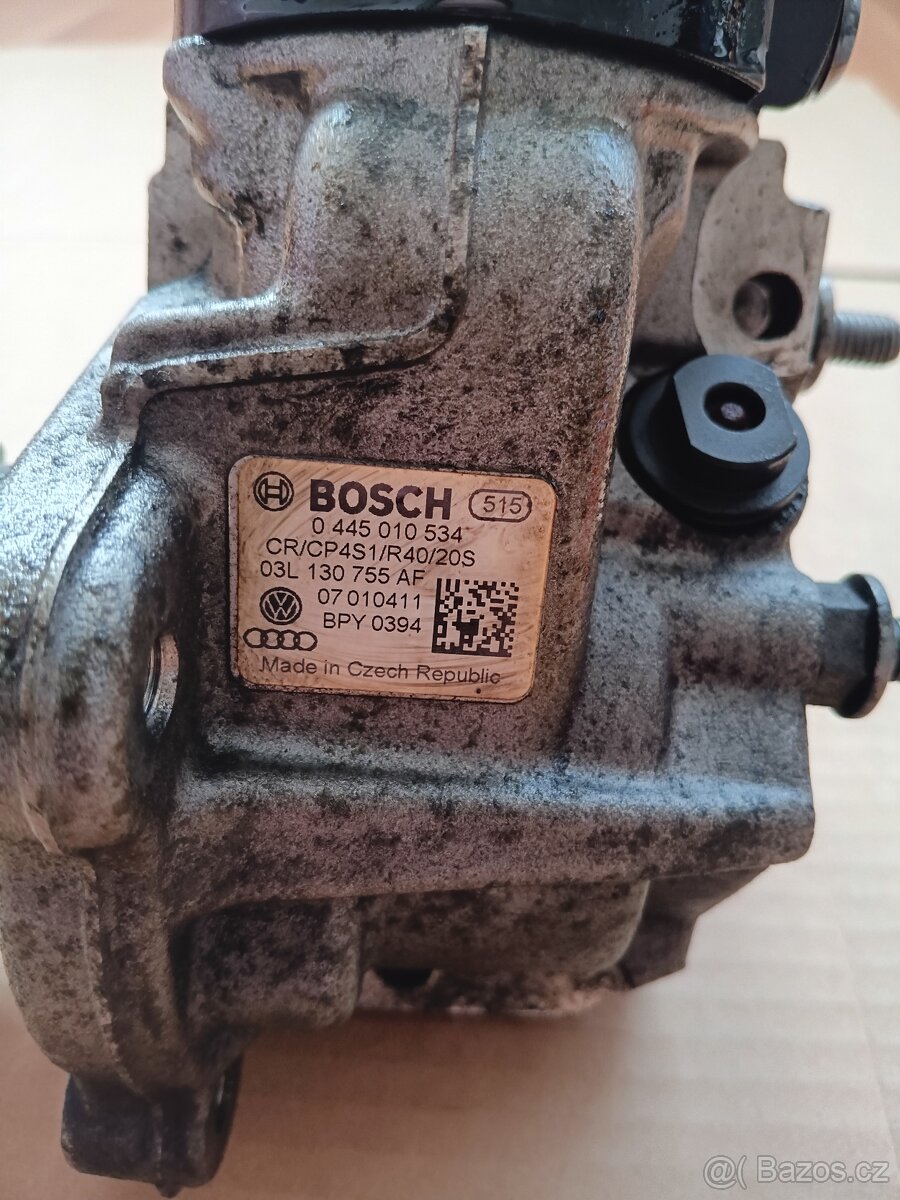 BOSCH 515
0 445 010 534
CR/CP4S1/R40/20S
03L 130 755 AF
07 010411
BPY 0394
Made in Czech Republic
@( Bazos.cz